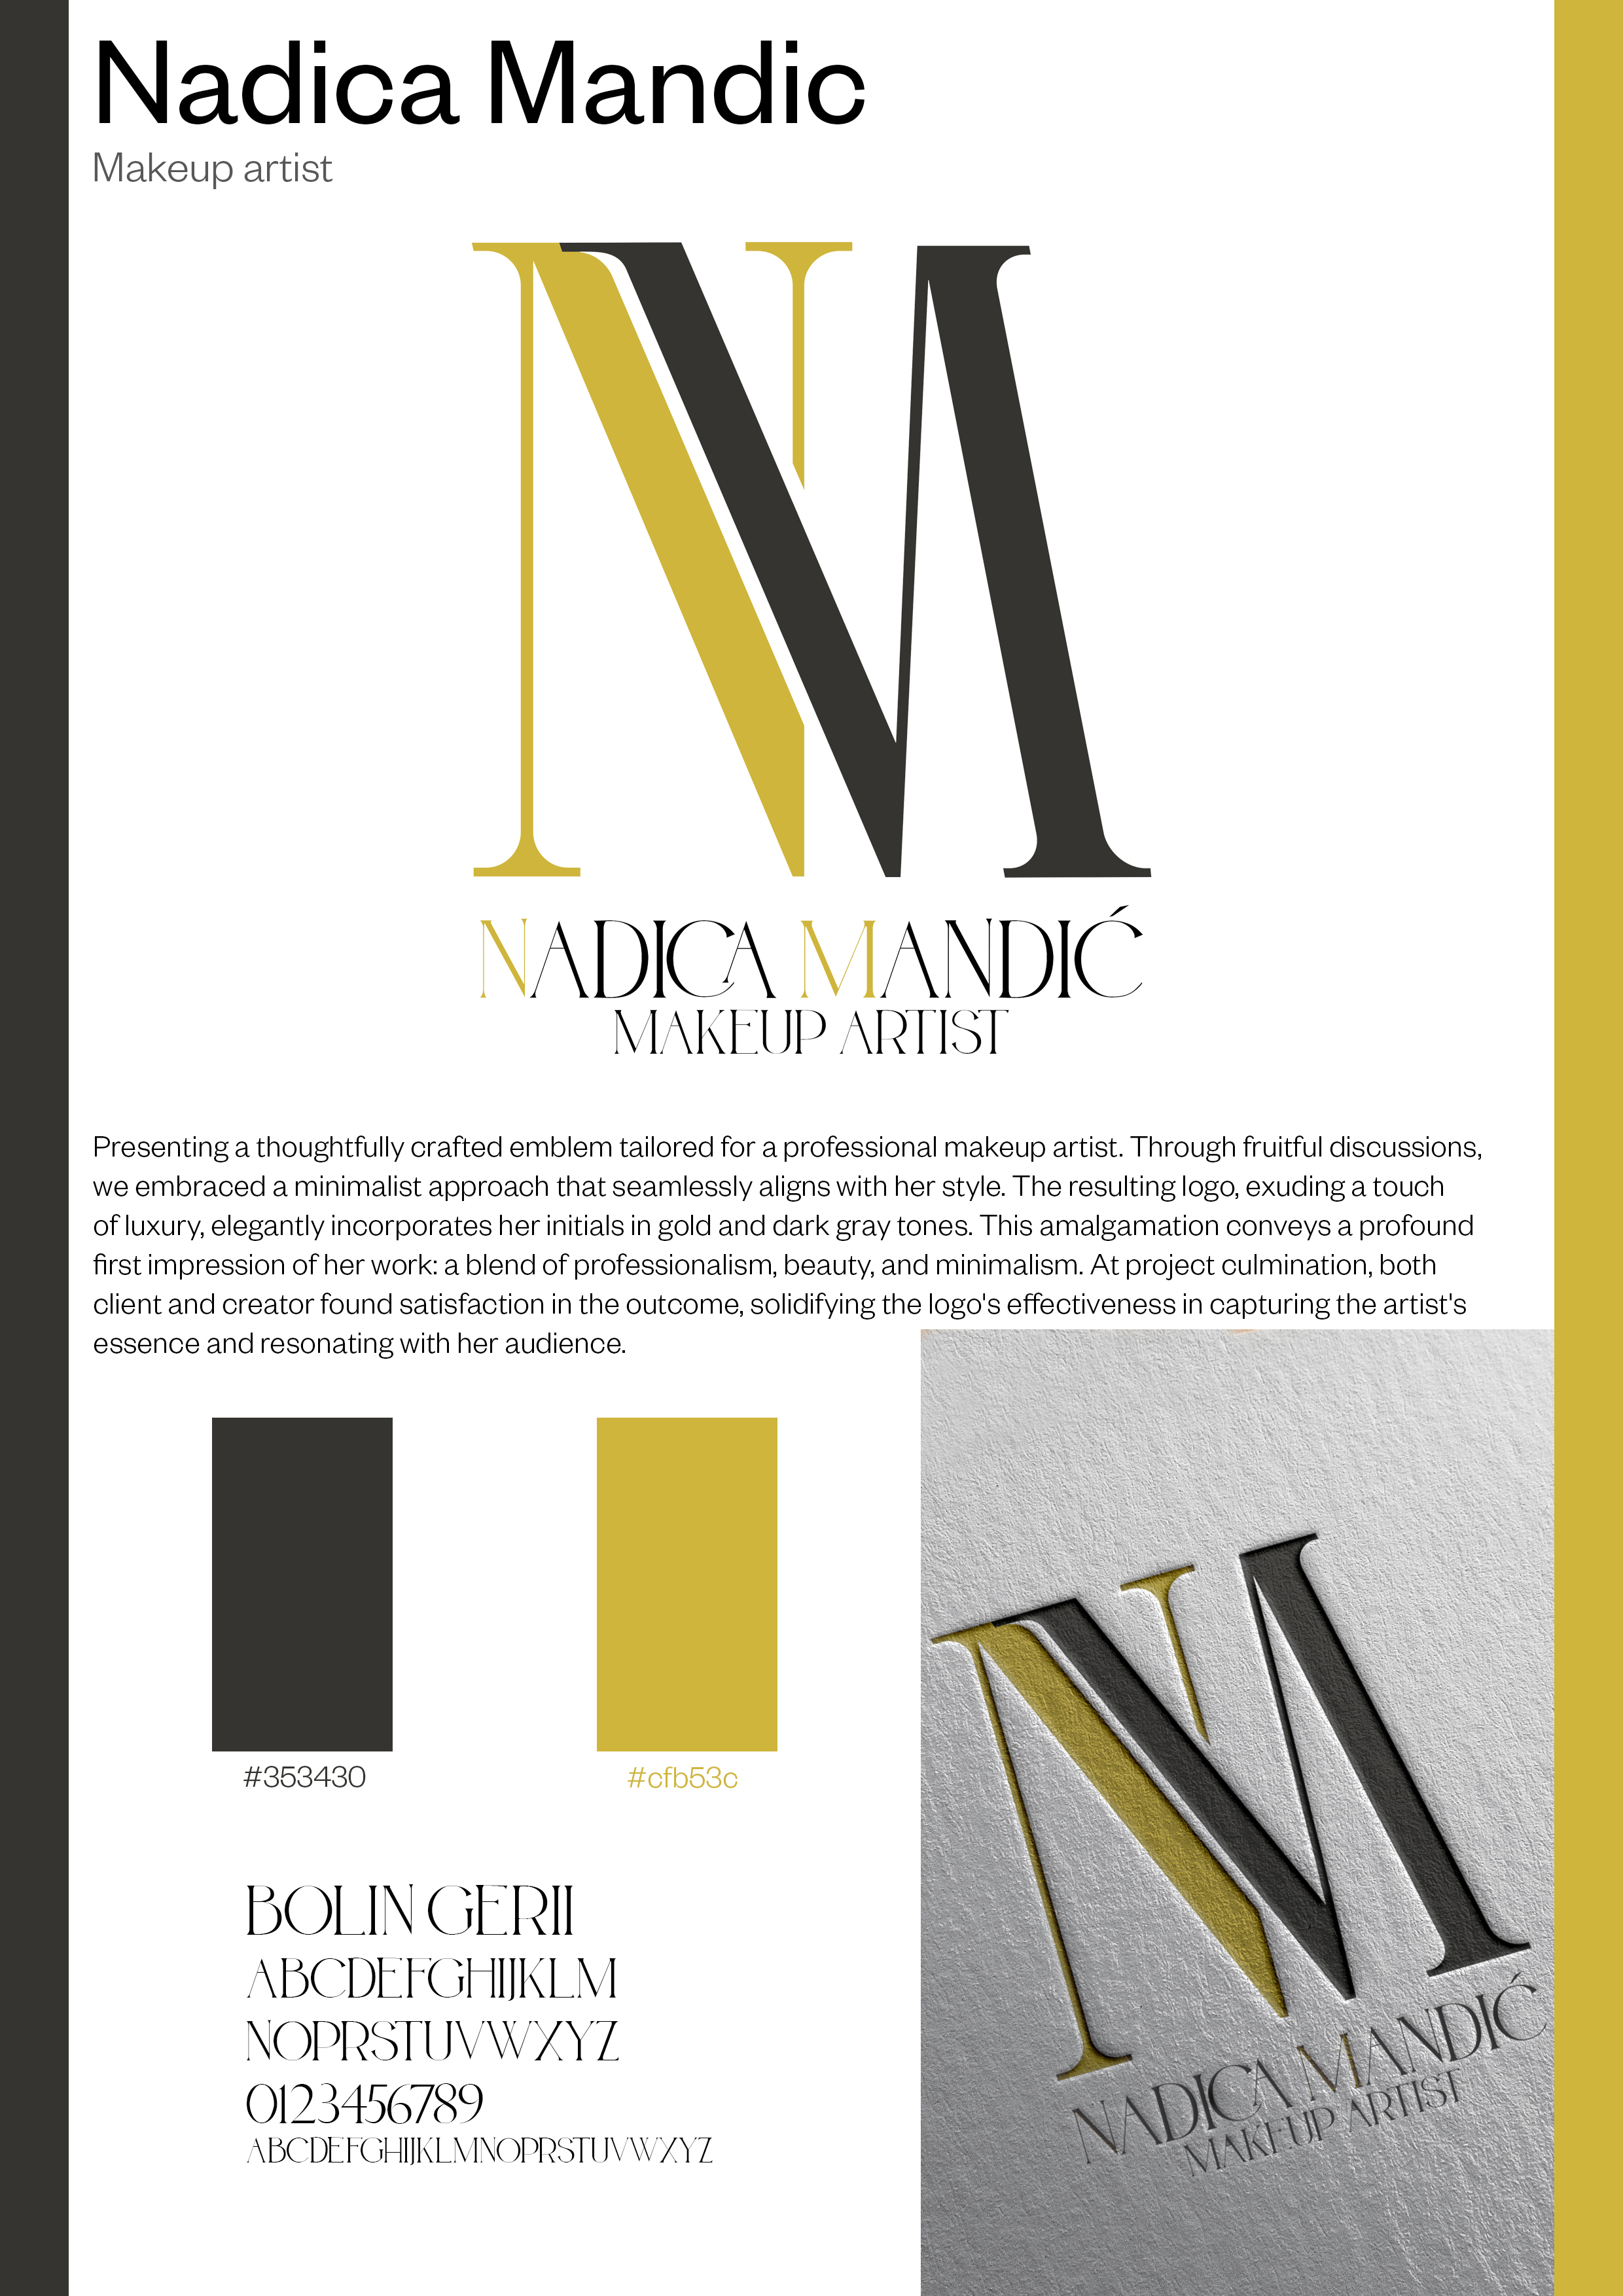 Nadica Mandic
Makeup artist
NM
NADICA MANDIĆ
MAKEUP ARTIST
Presenting a thoughtfully crafted emblem tailored for a professional makeup artist. Through fruitful discussions,
we embraced a minimalist approach that seamlessly aligns with her style. The resulting logo, exuding a touch
of luxury, elegantly incorporates her initials in gold and dark gray tones. This amalgamation conveys a profound
first impression of her work: a blend of professionalism, beauty, and minimalism. At project culmination, both
client and creator found satisfaction in the outcome, solidifying the logo's effectiveness in capturing the artist's
essence and resonating with her audience.
#353430
#cfb53c
BOLIN GERII
ABCDEFGHIJKLM
NOPRSTUVWXYZ
0123456789
ABCDEFGHIJKLMNOPRSTUVWXYZ
NM
NADICA MANDIĆ
MAKEUP ARTIST